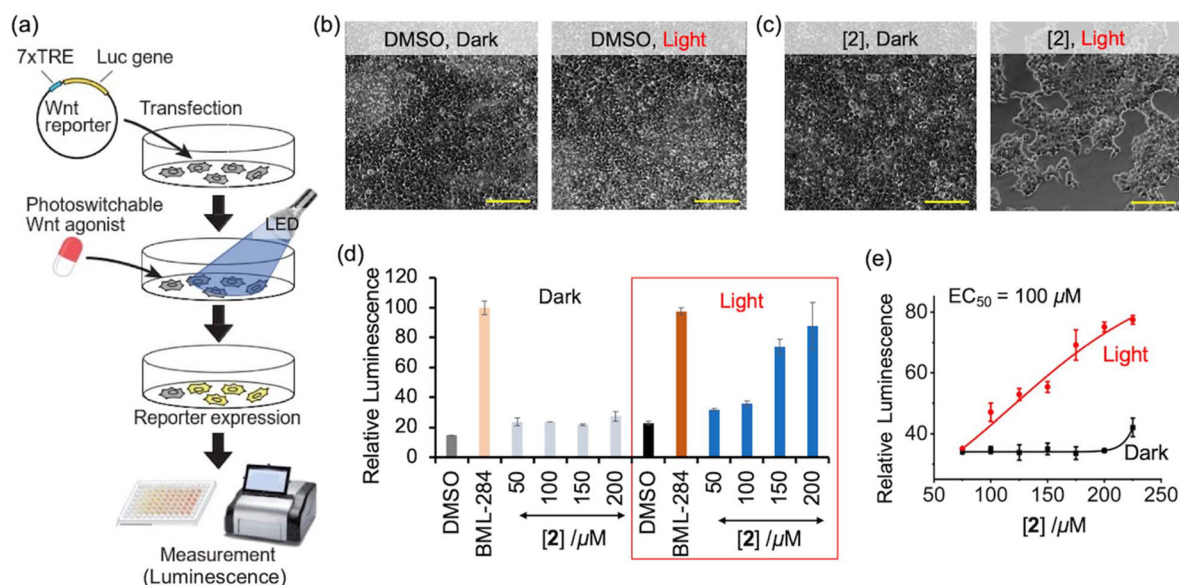 (a)
7xTRE
Luc gene
Wnt
reporter
Transfection
Photoswitchable
Wnt agonist
LED
Reporter expression
Measurement
(Luminescence)
(b)
DMSO, Dark
DMSO, Light
(c)
[2], Dark
[2], Light
(d)
Relative Luminescence
120
100
80
60
40
20
0
Dark
Light
DMSO
BML-284
50
100
150
200
DMSO
BML-284
50
100
150
200
[2] /µM
[2] /µM
(e)
EC50 = 100 µM
Relative Luminescence
80
60
40
Light
Dark
50
100
150
200
250
[2] /µM